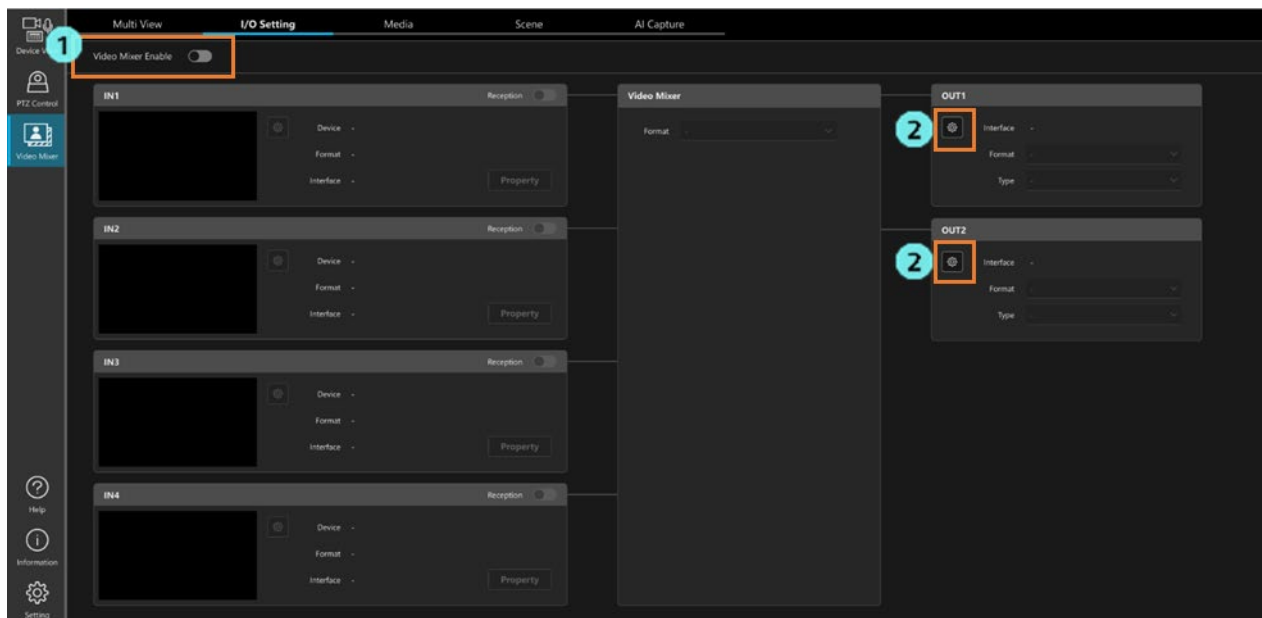 Multi View
I/O Setting
Media
Scene
AI Capture
1
Video Mixer Enable
Device V
PTZ Control
Video Mixer
Help
Information
Setting
IN1
Reception
Device -
Format -
Interface -
Property
IN2
Reception
Device -
Format -
Interface -
Property
IN3
Reception
Device -
Format -
Interface -
Property
IN4
Reception
Device -
Format -
Interface -
Property
Video Mixer
Format -
OUT1
2
Interface -
Format -
Type -
OUT2
2
Interface -
Format -
Type -